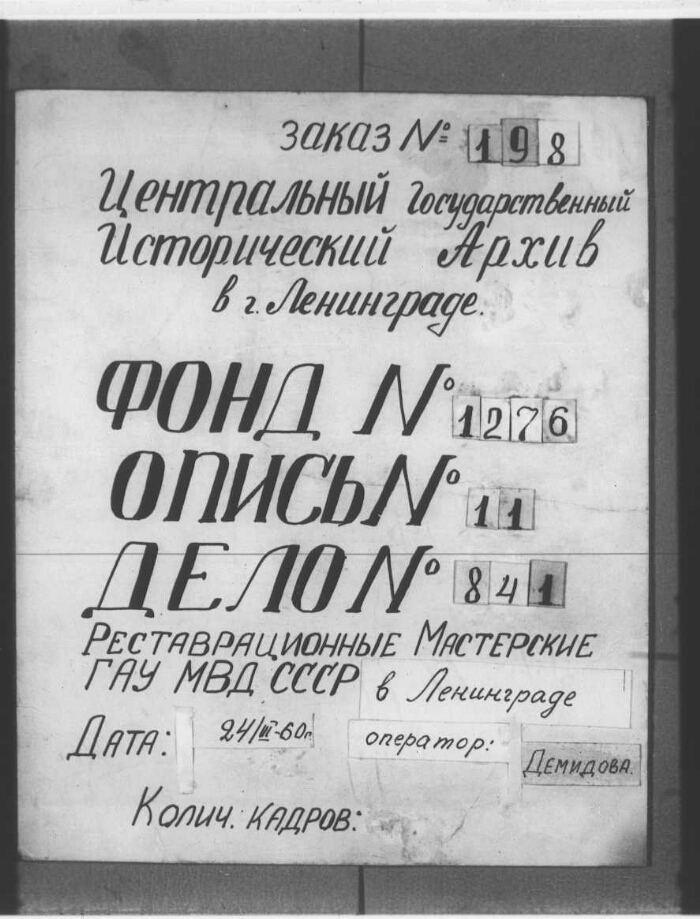 Заказ № 198
Центральный Государственный
Исторический Архив
в г. Ленинграде.
ФОНД № 1276
ОПИСЬ № 11
ДЕЛО № 841
Реставрационные Мастерские
ГАУ МВД СССР в Ленинграде
Дата: 24/III-60г. оператор: Демидова.
Колич. кадров: